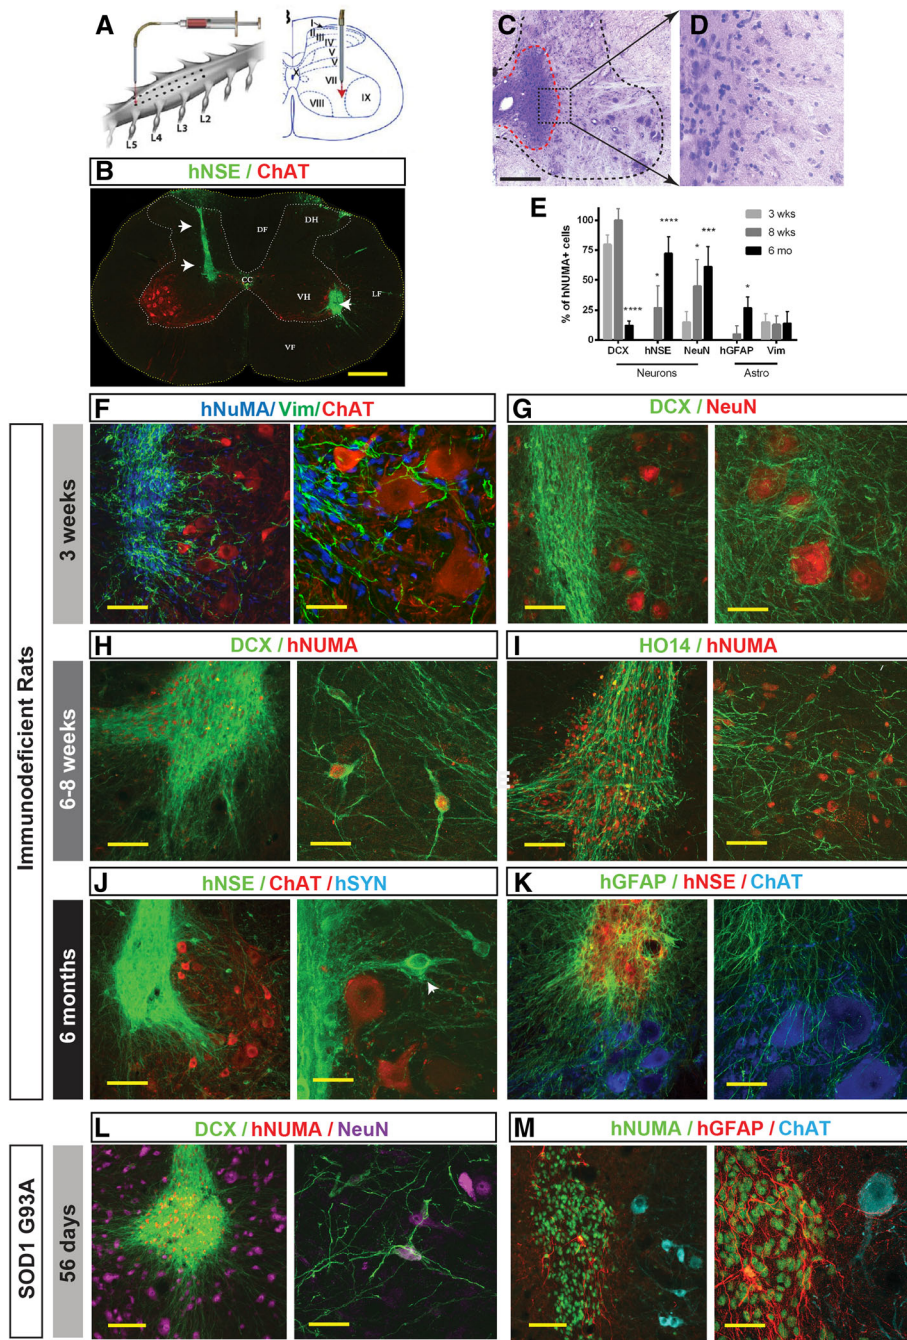 A
L5
L4
L3
L2
I
II
III
IV
V
V
VII
X
VIII
IX
B
hNSE / ChAT
DH
DF
CC
VH
LF
VF
C
D
E
% of hNUMA+ cells
100
75
50
25
0
****
*
****
*
***
*
3 wks
8 wks
6 mo
DCX hNSE NeuN hGFAP Vim
Neurons Astro
Immunodeficient Rats
3 weeks
F
hNuMA/ Vim/ChAT
G
DCX / NeuN
6-8 weeks
H
DCX / hNUMA
I
HO14 / hNUMA
6 months
J
hNSE / ChAT / hSYN
K
hGFAP / hNSE / ChAT
SOD1 G93A
56 days
L
DCX / hNUMA / NeuN
M
hNUMA / hGFAP / ChAT